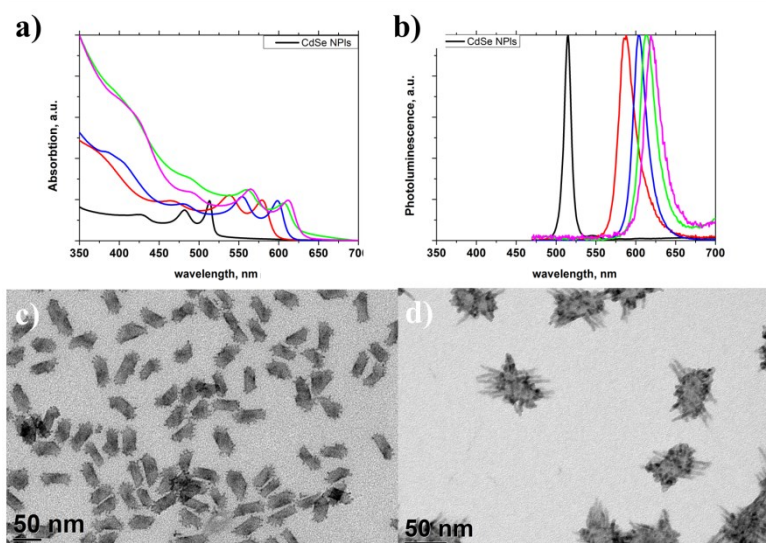 a)
CdSe NPls
Absorbtion, a.u.
350 400 450 500 550 600 650 700
wavelength, nm
b)
CdSe NPls
Photoluminescence, a.u.
350 400 450 500 550 600 650 700
wavelength, nm
c)
50 nm
d)
50 nm